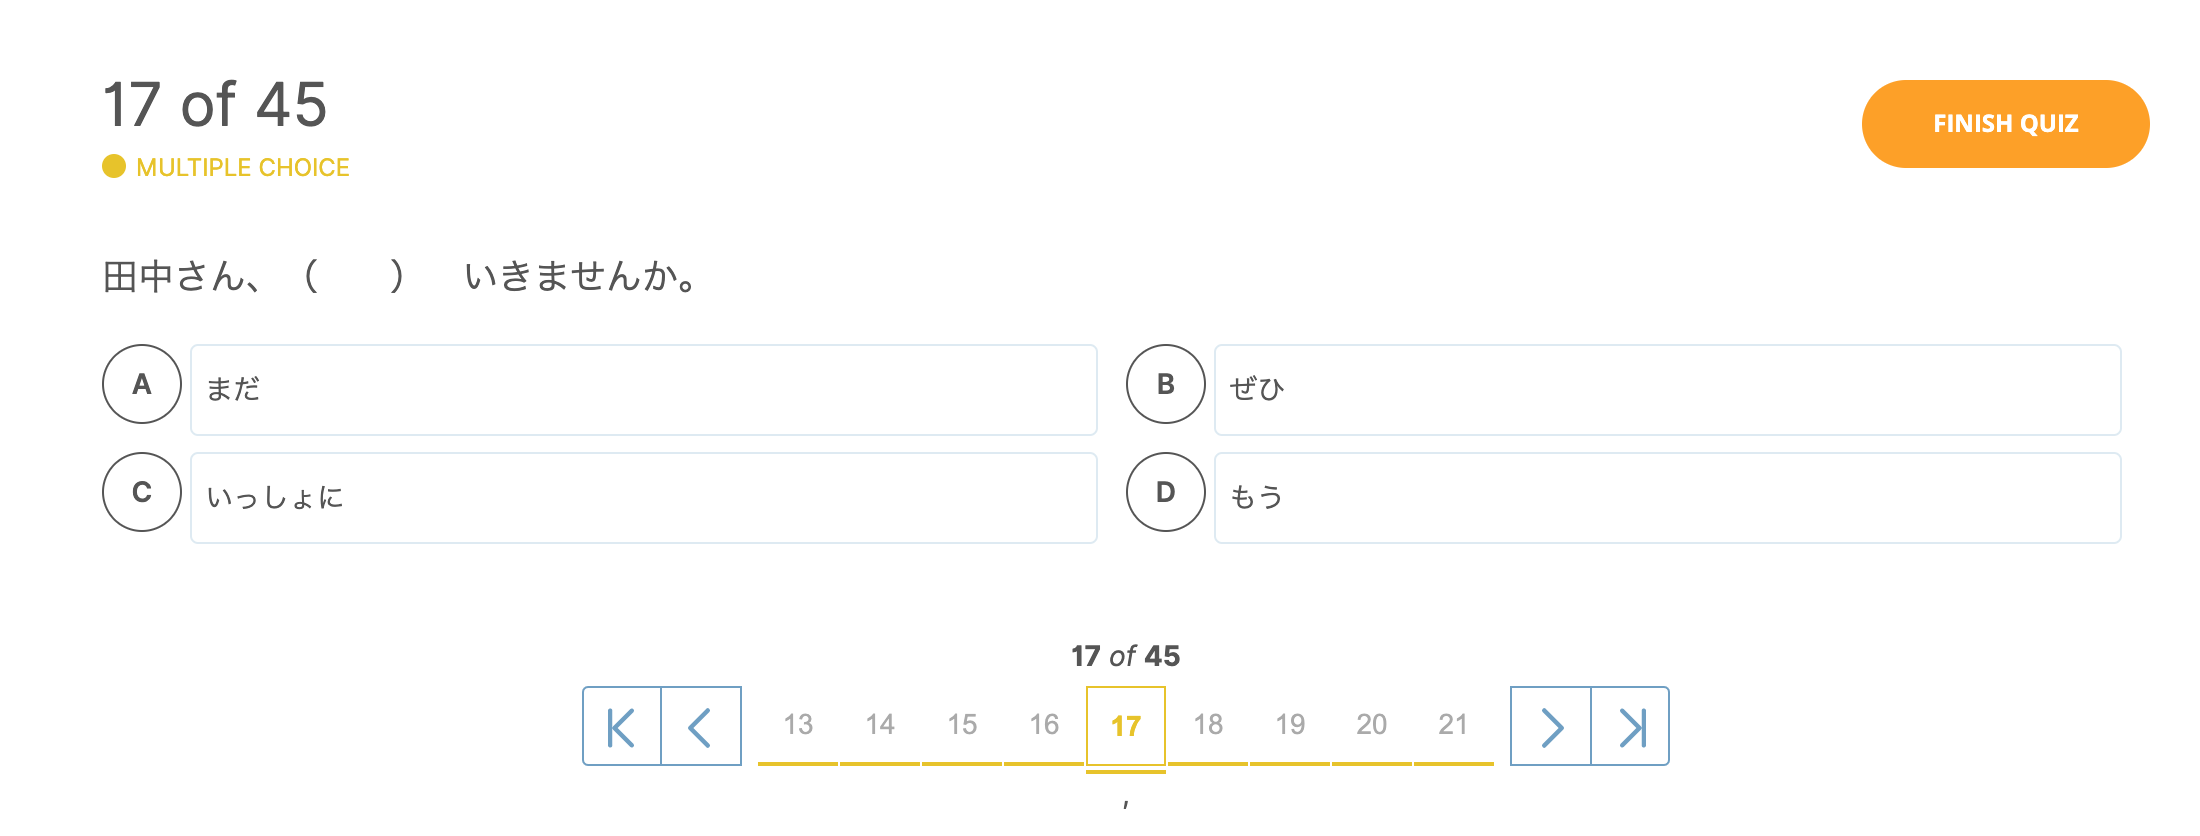 17 of 45
FINISH QUIZ
MULTIPLE CHOICE
田中さん、（　　）　いきませんか。
A まだ
B ぜひ
C いっしょに
D もう
17 of 45
13 14 15 16 17 18 19 20 21
,